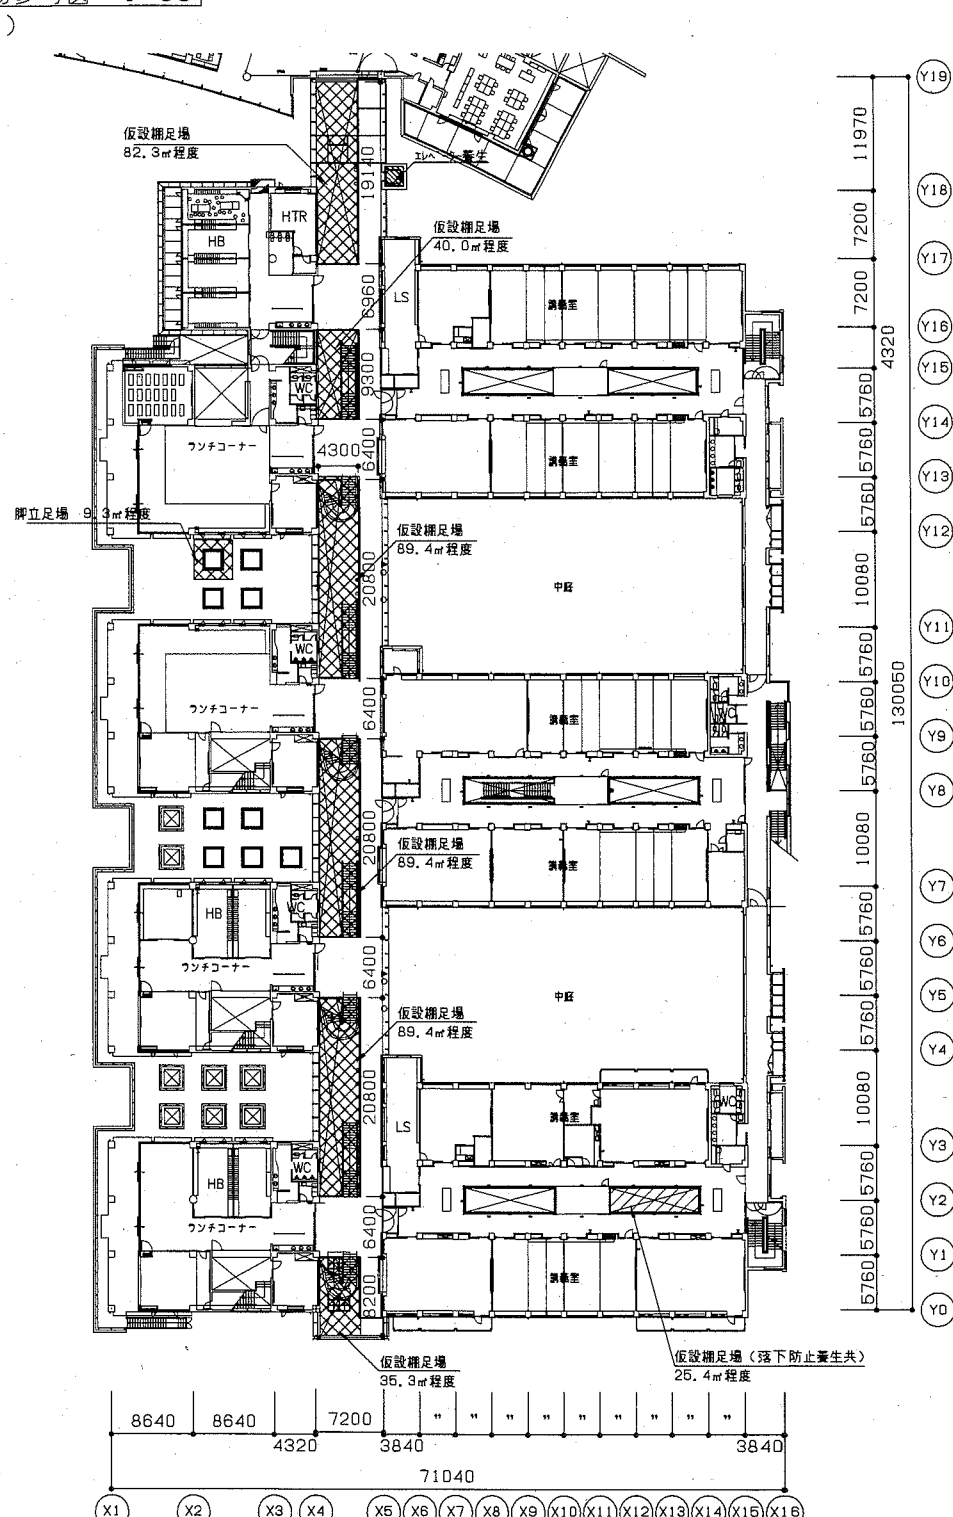 )
Y19
11970
仮設棚足場
82.3㎡程度
19140
養生
Y18
HTR
7200
仮設棚足場
40.0㎡程度
HB
Y17
6960
LS
講義室
7200
Y16
4320
Y15
9300
WC
5760
ランチコーナー
4300
6400
講義室
Y14
5760
Y13
脚立足場 9.3㎡程度
仮設棚足場
89.4㎡程度
5760
Y12
20800
中庭
10080
Y11
WC
5760
Y10
130050
ランチコーナー
6400
講義室
WC
5760
Y9
5760
Y8
20800
仮設棚足場
89.4㎡程度
講義室
10080
Y7
HB
WC
5760
Y6
ランチコーナー
6400
5760
中庭
Y5
仮設棚足場
89.4㎡程度
5760
Y4
20800
LS
講義室
WC
10080
Y3
HB
WC
5760
Y2
ランチコーナー
6400
5760
Y1
8200
講義室
5760
Y0
仮設棚足場
35.3㎡程度
仮設棚足場(落下防止養生共)
25.4㎡程度
8640 8640 7200 " " " " " " " " "
4320 3840 3840
71040
X1 X2 X3 X4 X5 X6 X7 X8 X9 X10 X11 X12 X13 X14 X15 X16